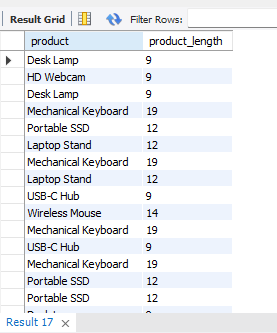 Result Grid Filter Rows:
product product_length
Desk Lamp 9
HD Webcam 9
Desk Lamp 9
Mechanical Keyboard 19
Portable SSD 12
Laptop Stand 12
Mechanical Keyboard 19
Laptop Stand 12
USB-C Hub 9
Wireless Mouse 14
Mechanical Keyboard 19
USB-C Hub 9
Mechanical Keyboard 19
Portable SSD 12
Portable SSD 12
Result 17